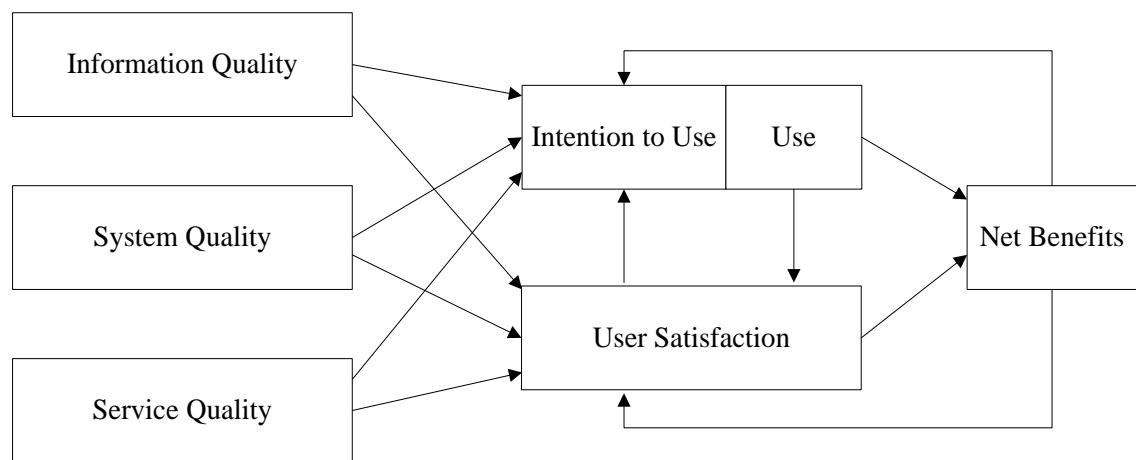 Information Quality
Intention to Use
Use
System Quality
Net Benefits
User Satisfaction
Service Quality